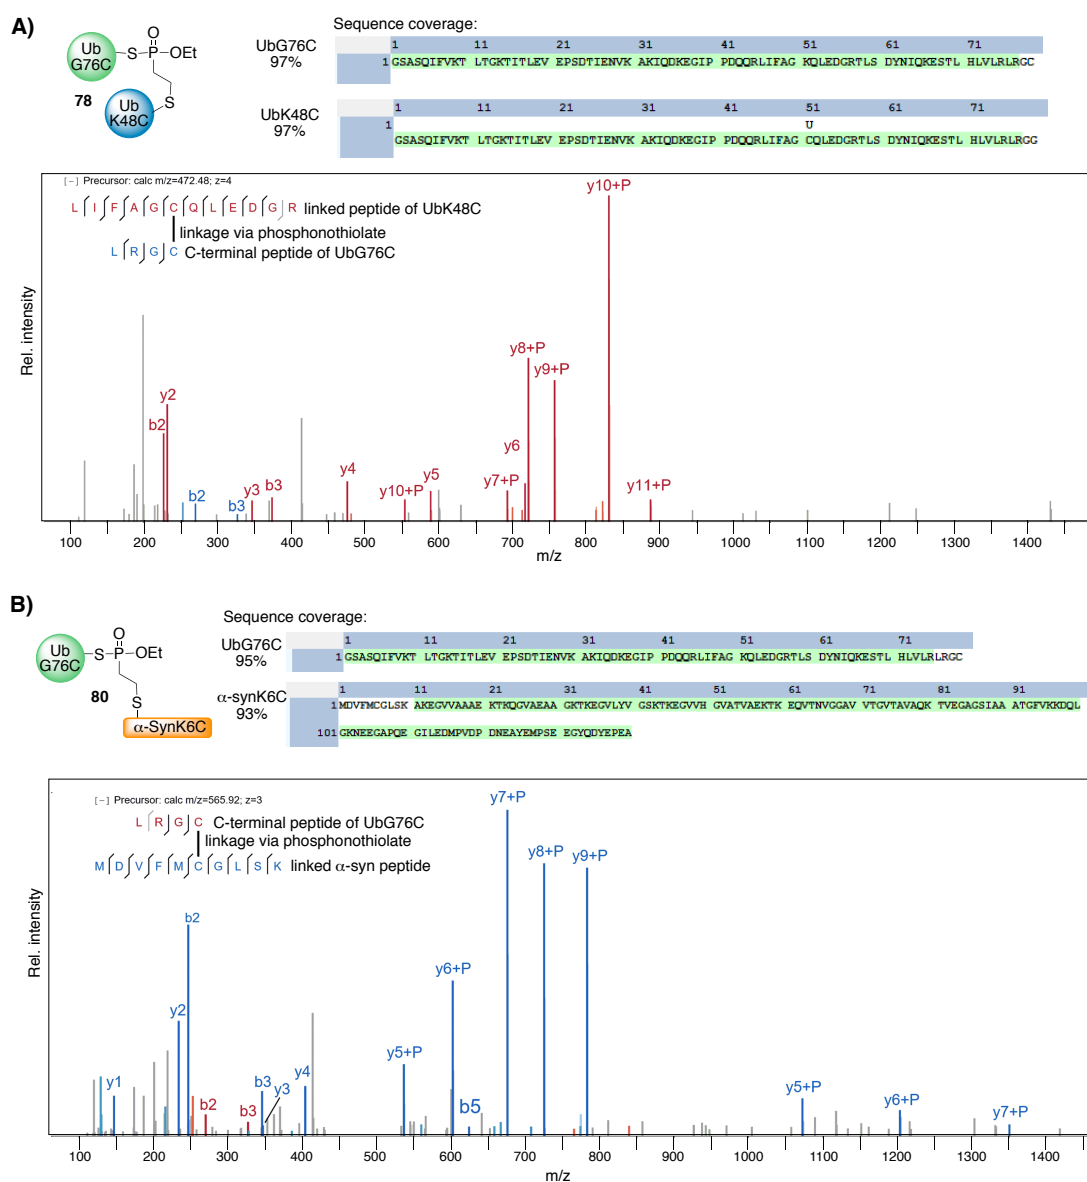 A)
Ub
G76C
S
O
P
OEt
S
78
Ub
K48C
Sequence coverage:
UbG76C
97%
1 11 21 31 41 51 61 71
1 GSASQIFVKT LTGKTITLEV EPSDTIENVK AKIQDKEGIP PDQQRLIFAG KQLEDGRTLS DYNIQKESTL HLVLRLRGC
UbK48C
97%
1 11 21 31 41 51 61 71
1
U
GSASQIFVKT LTGKTITLEV EPSDTIENVK AKIQDKEGIP PDQQRLIFAG CQLEDGRTLS DYNIQKESTL HLVLRLRGG
[-] Precursor: calc m/z=472.48; z=4
L I F A G C Q L E D G R linked peptide of UbK48C
linkage via phosphonothiolate
L R G C C-terminal peptide of UbG76C
Rel. intensity
y10+P
y8+P
y9+P
y2
b2
y6
y4
y5
y7+P
b2
b3
y3
b3
y10+P
y11+P
100 200 300 400 500 600 700 800 900 1000 1100 1200 1300 1400
m/z
B)
Ub
G76C
S
O
P
OEt
S
80
α-SynK6C
Sequence coverage:
UbG76C
95%
1 11 21 31 41 51 61 71
1 GSASQIFVKT LTGKTITLEV EPSDTIENVK AKIQDKEGIP PDQQRLIFAG KQLEDGRTLS DYNIQKESTL HLVLRLRGC
α-synK6C
93%
1 11 21 31 41 51 61 71 81 91
1 MDVFMCGLSK AKEGVVAAAE KTKQGVAEAA GKTKEGVLYV GSKTKEGVVH GVATVAEKTK EQVTNVGGAV VTGVTAVAQK TVEGAGSIAA ATGFVKKDQL
101 GKNEEGAPQE GILEDMPVDP DNEAYEMPSE EGYQDYEPEA
[-] Precursor: calc m/z=565.92; z=3
L R G C C-terminal peptide of UbG76C
linkage via phosphonothiolate
M D V F M C G L S K linked α-syn peptide
Rel. intensity
y7+P
y8+P
y9+P
b2
y6+P
y2
y5+P
y1
b3
y3
y4
b2
b3
b5
y5+P
y6+P
y7+P
100 200 300 400 500 600 700 800 900 1000 1100 1200 1300 1400
m/z